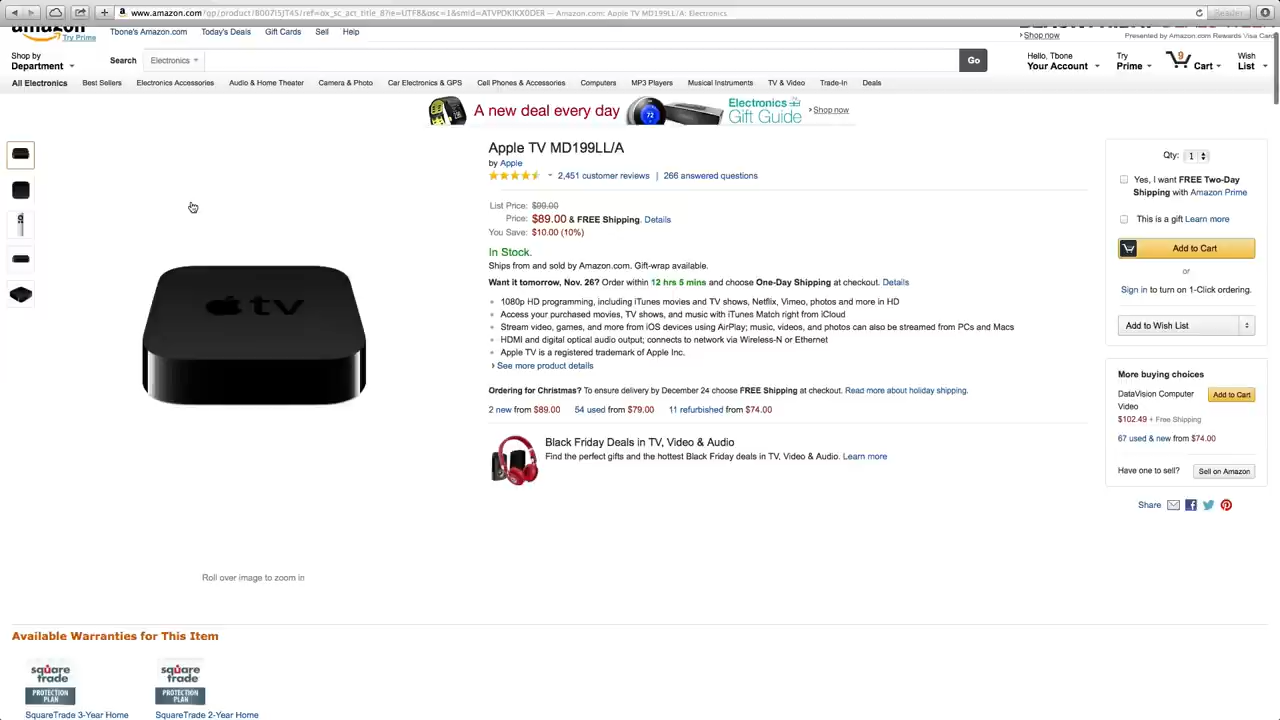 www.amazon.com/gp/product/B007I5JT4S/ref=ox_sc_act_title_8?ie=UTF8&psc=1&smid=ATVPDKIKX0DER — Amazon.com: Apple TV MD199LL/A: Electronics
Reader
amazon
Try Prime
Tbone's Amazon.com Today's Deals Gift Cards Sell Help
Shop now
Presented by Amazon.com Rewards Visa Card
Shop by
Department
Search Electronics Go
Hello, Tbone
Your Account
Try
Prime
9
Cart
Wish
List
All Electronics Best Sellers Electronics Accessories Audio & Home Theater Camera & Photo Car Electronics & GPS Cell Phones & Accessories Computers MP3 Players Musical Instruments TV & Video Trade-In Deals
A new deal every day
72
Electronics
Gift Guide
Shop now
Apple TV MD199LL/A
by Apple
2,451 customer reviews | 266 answered questions
List Price: $99.00
Price: $89.00 & FREE Shipping. Details
You Save: $10.00 (10%)
In Stock.
Ships from and sold by Amazon.com. Gift-wrap available.
Want it tomorrow, Nov. 26? Order within 12 hrs 5 mins and choose One-Day Shipping at checkout. Details
1080p HD programming, including iTunes movies and TV shows, Netflix, Vimeo, photos and more in HD
Access your purchased movies, TV shows, and music with iTunes Match right from iCloud
Stream video, games, and more from iOS devices using AirPlay; music, videos, and photos can also be streamed from PCs and Macs
HDMI and digital optical audio output; connects to network via Wireless-N or Ethernet
Apple TV is a registered trademark of Apple Inc.
See more product details
Ordering for Christmas? To ensure delivery by December 24 choose FREE Shipping at checkout. Read more about holiday shipping.
2 new from $89.00 54 used from $79.00 11 refurbished from $74.00
Black Friday Deals in TV, Video & Audio
Find the perfect gifts and the hottest Black Friday deals in TV, Video & Audio. Learn more
tv
Roll over image to zoom in
Qty: 1
Yes, I want FREE Two-Day
Shipping with Amazon Prime
This is a gift Learn more
Add to Cart
or
Sign in to turn on 1-Click ordering.
Add to Wish List
More buying choices
DataVision Computer
Video
Add to Cart
$102.49 + Free Shipping
67 used & new from $74.00
Have one to sell? Sell on Amazon
Share
Available Warranties for This Item
square
trade
PROTECTION
PLAN
SquareTrade 3-Year Home
square
trade
PROTECTION
PLAN
SquareTrade 2-Year Home